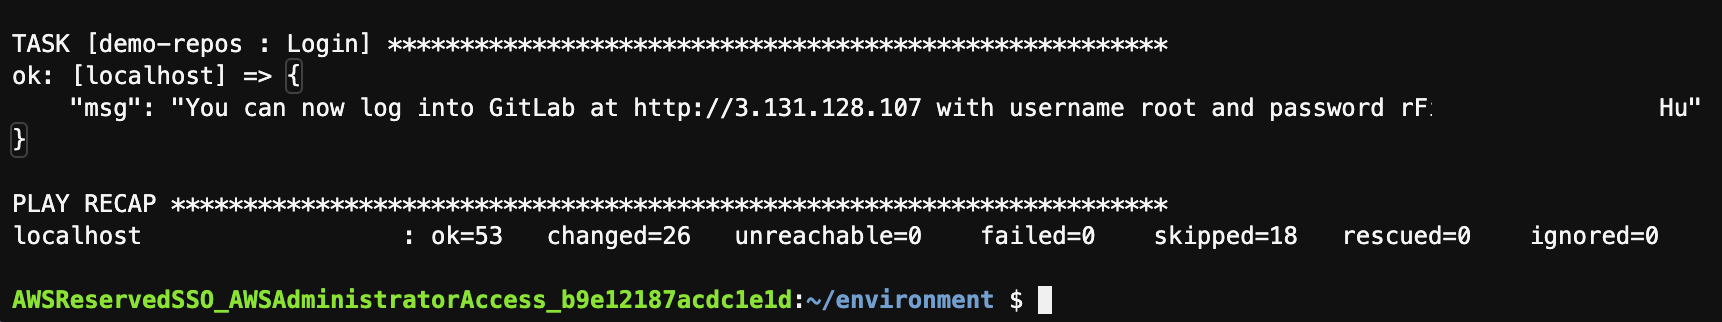 TASK [demo-repos : Login] ******************************************************
ok: [localhost] => {
    "msg": "You can now log into GitLab at http://3.131.128.107 with username root and password rF Hu"
}
PLAY RECAP *********************************************************************
localhost                  : ok=53   changed=26   unreachable=0    failed=0    skipped=18   rescued=0    ignored=0
AWSReservedSSO_AWSAdministratorAccess_b9e12187acdc1e1d:~/environment $